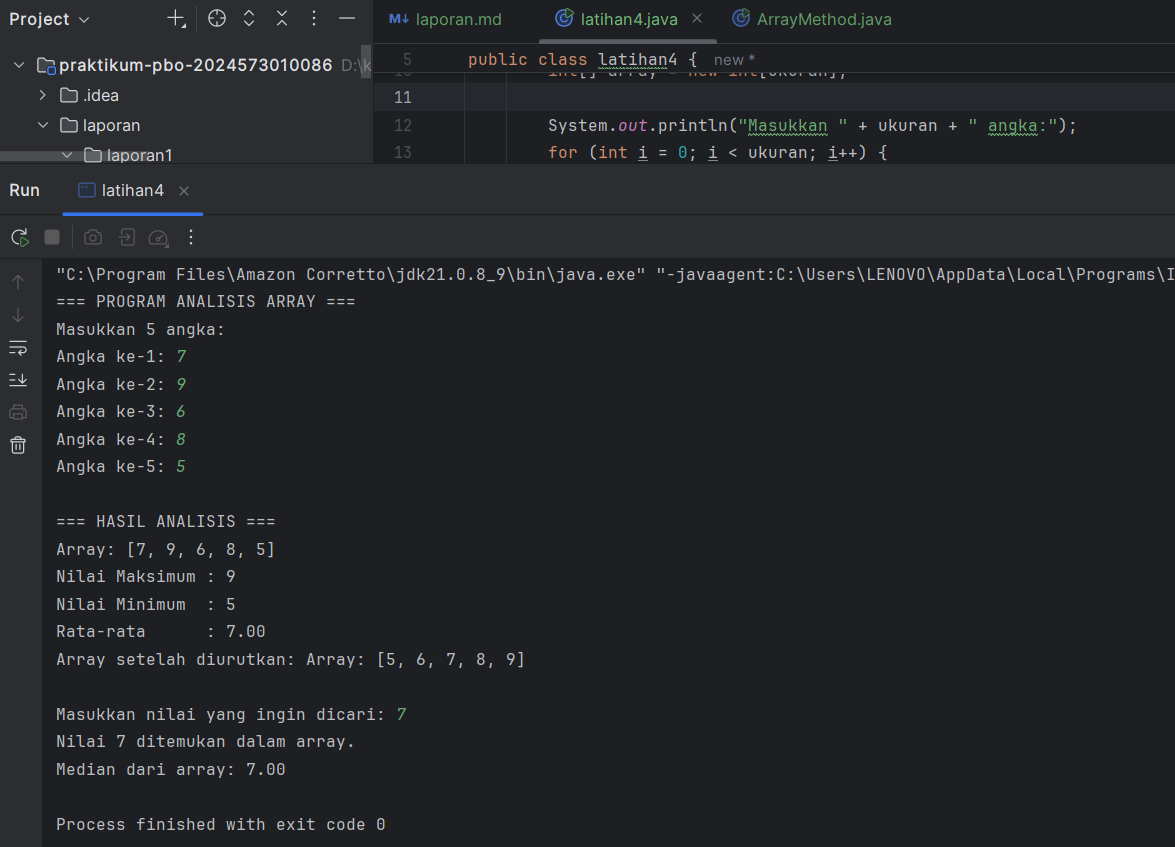 Project
praktikum-pbo-2024573010086 D:\k
.idea
laporan
laporan1
M↓ laporan.md
latihan4.java
ArrayMethod.java
5 public class latihan4 { new *
10 int[] array = new int[ukuran];
11
12 System.out.println("Masukkan " + ukuran + " angka:");
13 for (int i = 0; i < ukuran; i++) {
Run latihan4
"C:\Program Files\Amazon Corretto\jdk21.0.8_9\bin\java.exe" "-javaagent:C:\Users\LENOVO\AppData\Local\Programs\I
=== PROGRAM ANALISIS ARRAY ===
Masukkan 5 angka:
Angka ke-1: 7
Angka ke-2: 9
Angka ke-3: 6
Angka ke-4: 8
Angka ke-5: 5
=== HASIL ANALISIS ===
Array: [7, 9, 6, 8, 5]
Nilai Maksimum : 9
Nilai Minimum  : 5
Rata-rata      : 7.00
Array setelah diurutkan: Array: [5, 6, 7, 8, 9]
Masukkan nilai yang ingin dicari: 7
Nilai 7 ditemukan dalam array.
Median dari array: 7.00
Process finished with exit code 0